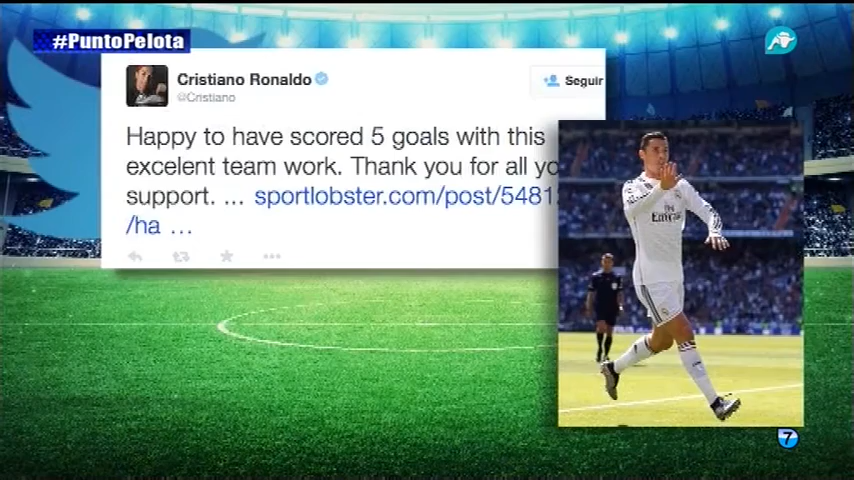 #PuntoPelota
Cristiano Ronaldo
@Cristiano
Seguir
Happy to have scored 5 goals with this
excelent team work. Thank you for all yo
support. ... sportlobster.com/post/5481
/ha ...
Fly
Emirates
7